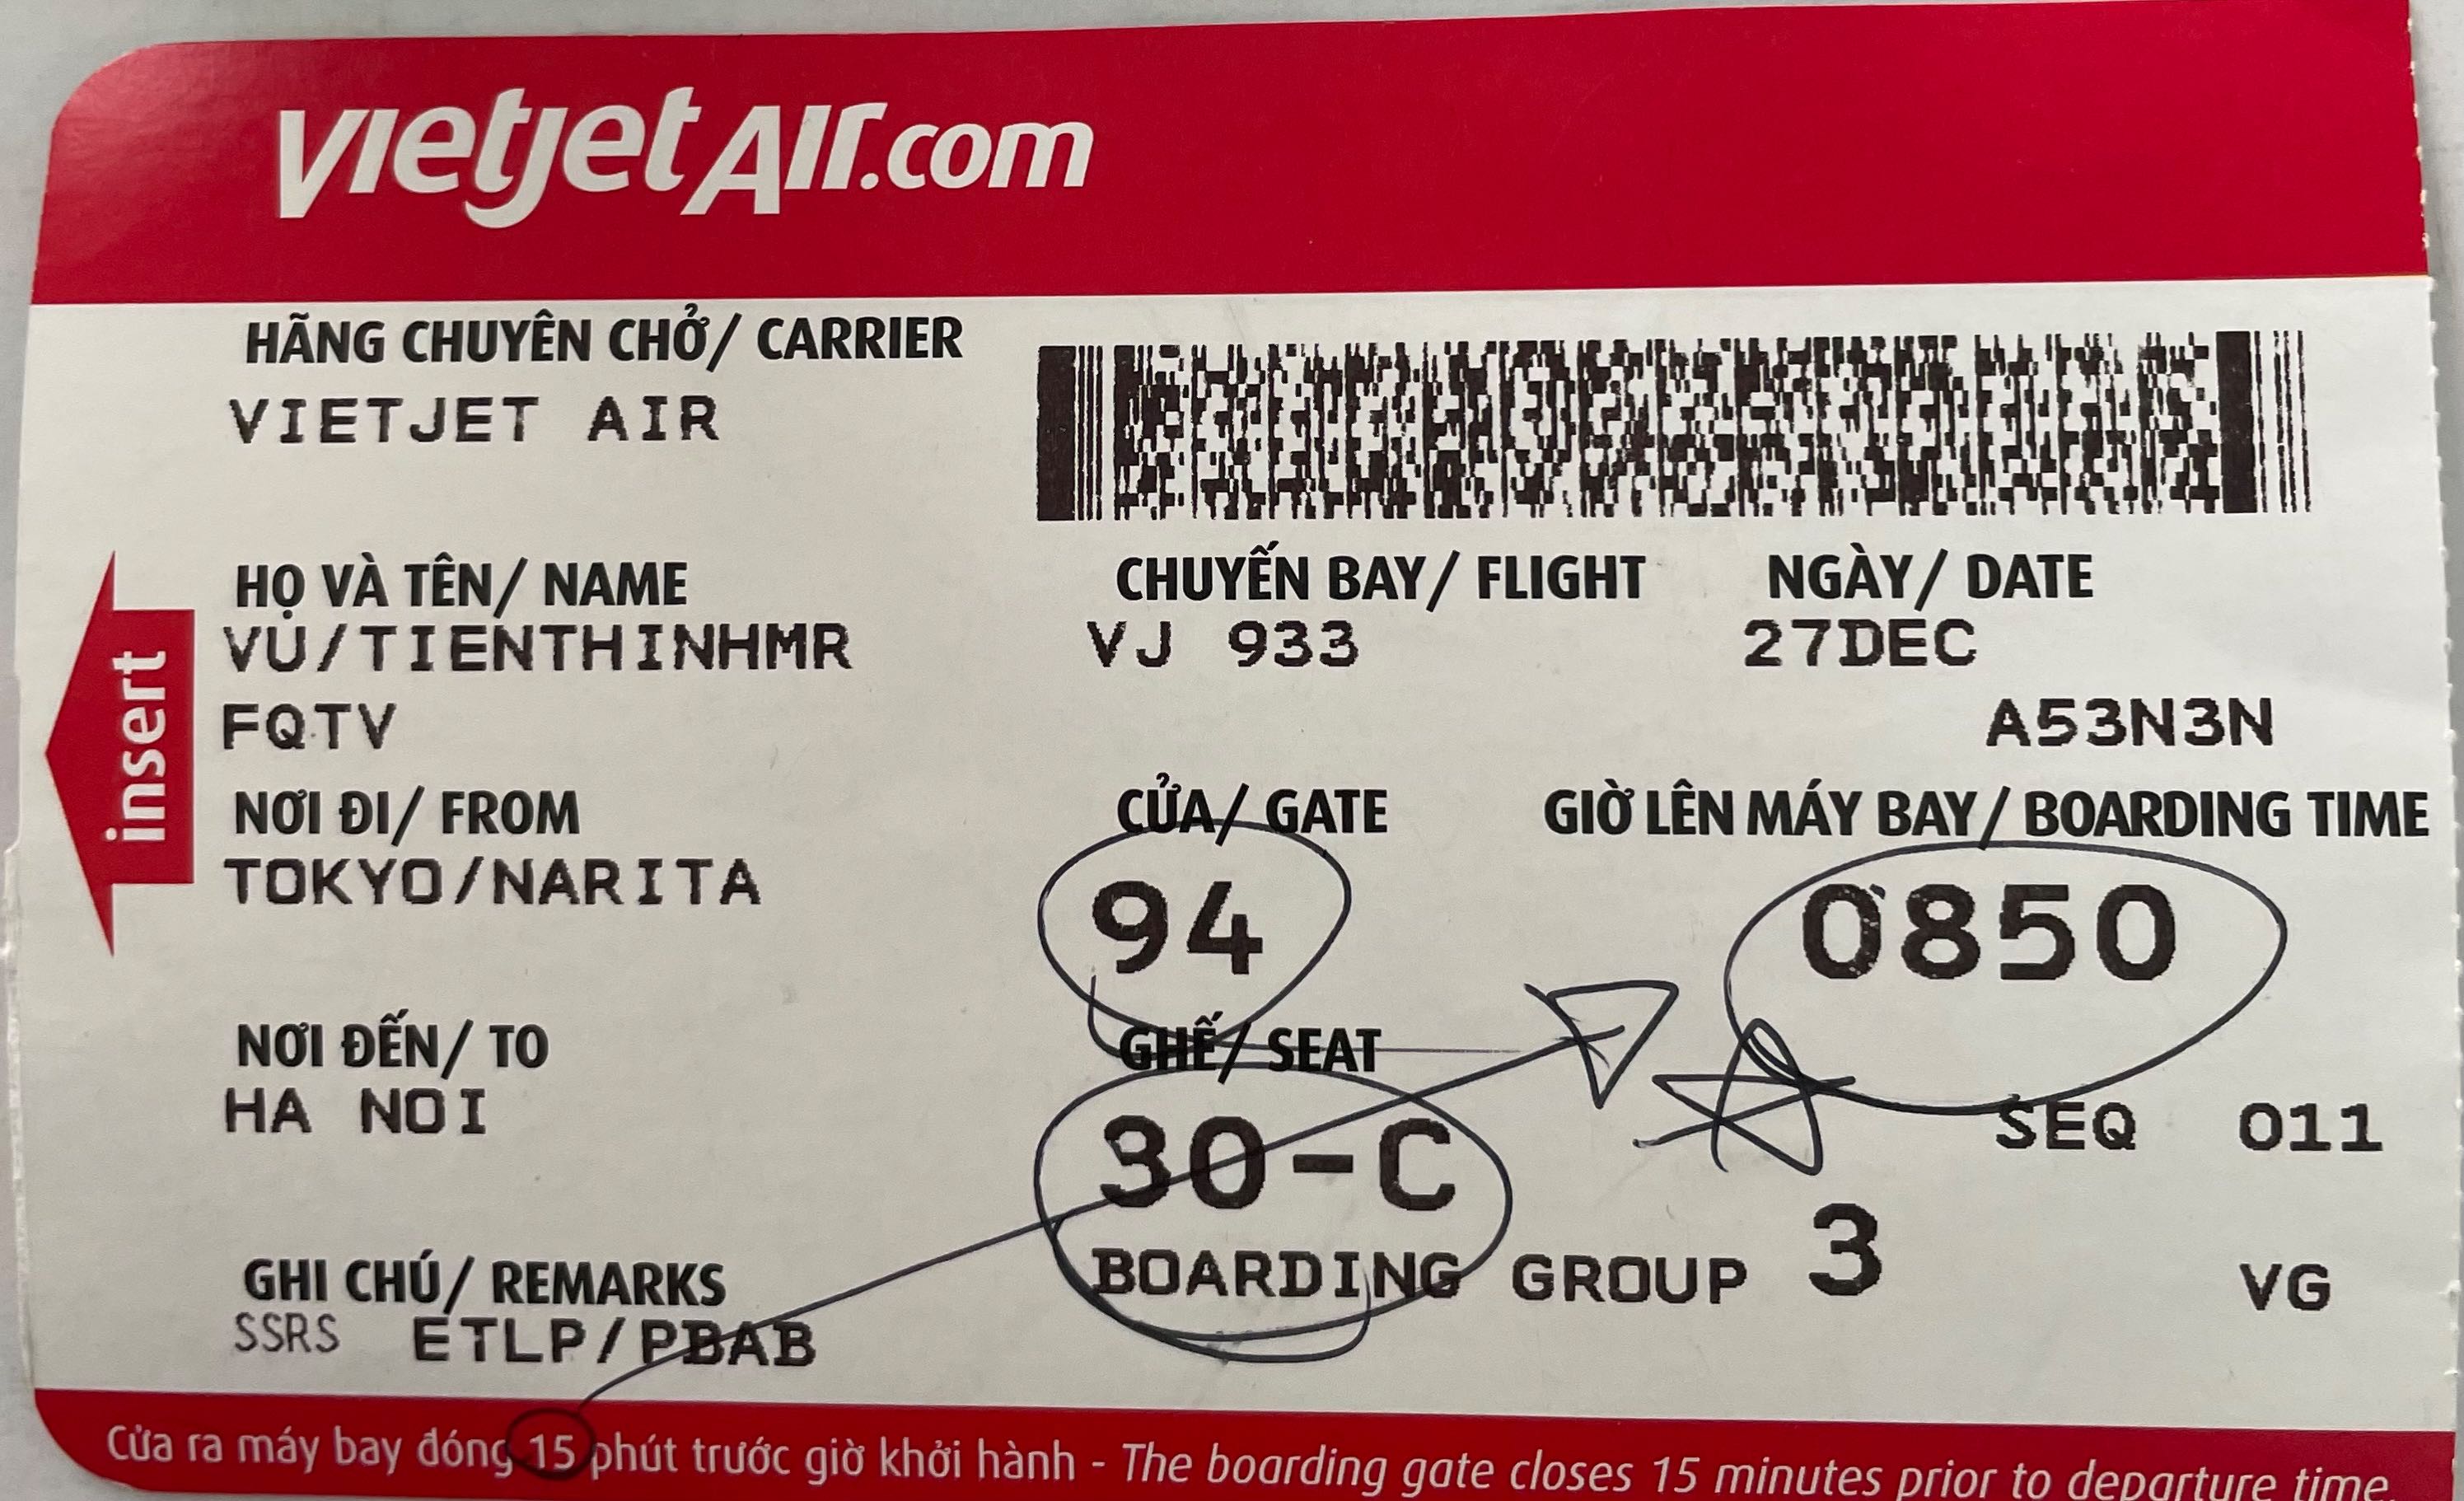 vietjetAir.com
HÃNG CHUYÊN CHỞ/ CARRIER
VIETJET AIR
HỌ VÀ TÊN/ NAME
VU/TIENTHINHMR
FQTV
CHUYẾN BAY/ FLIGHT
VJ 933
NGÀY/ DATE
27DEC
A53N3N
insert
NƠI ĐI/ FROM
TOKYO/NARITA
CỬA/ GATE
94
GIỜ LÊN MÁY BAY/ BOARDING TIME
0850
NƠI ĐẾN/ TO
HA NOI
GHẾ/ SEAT
30-C
SEQ 011
BOARDING GROUP 3
VG
GHI CHÚ/ REMARKS
SSRS ETLP/PBAB
Cửa ra máy bay đóng 15 phút trước giờ khởi hành - The boarding gate closes 15 minutes prior to departure time